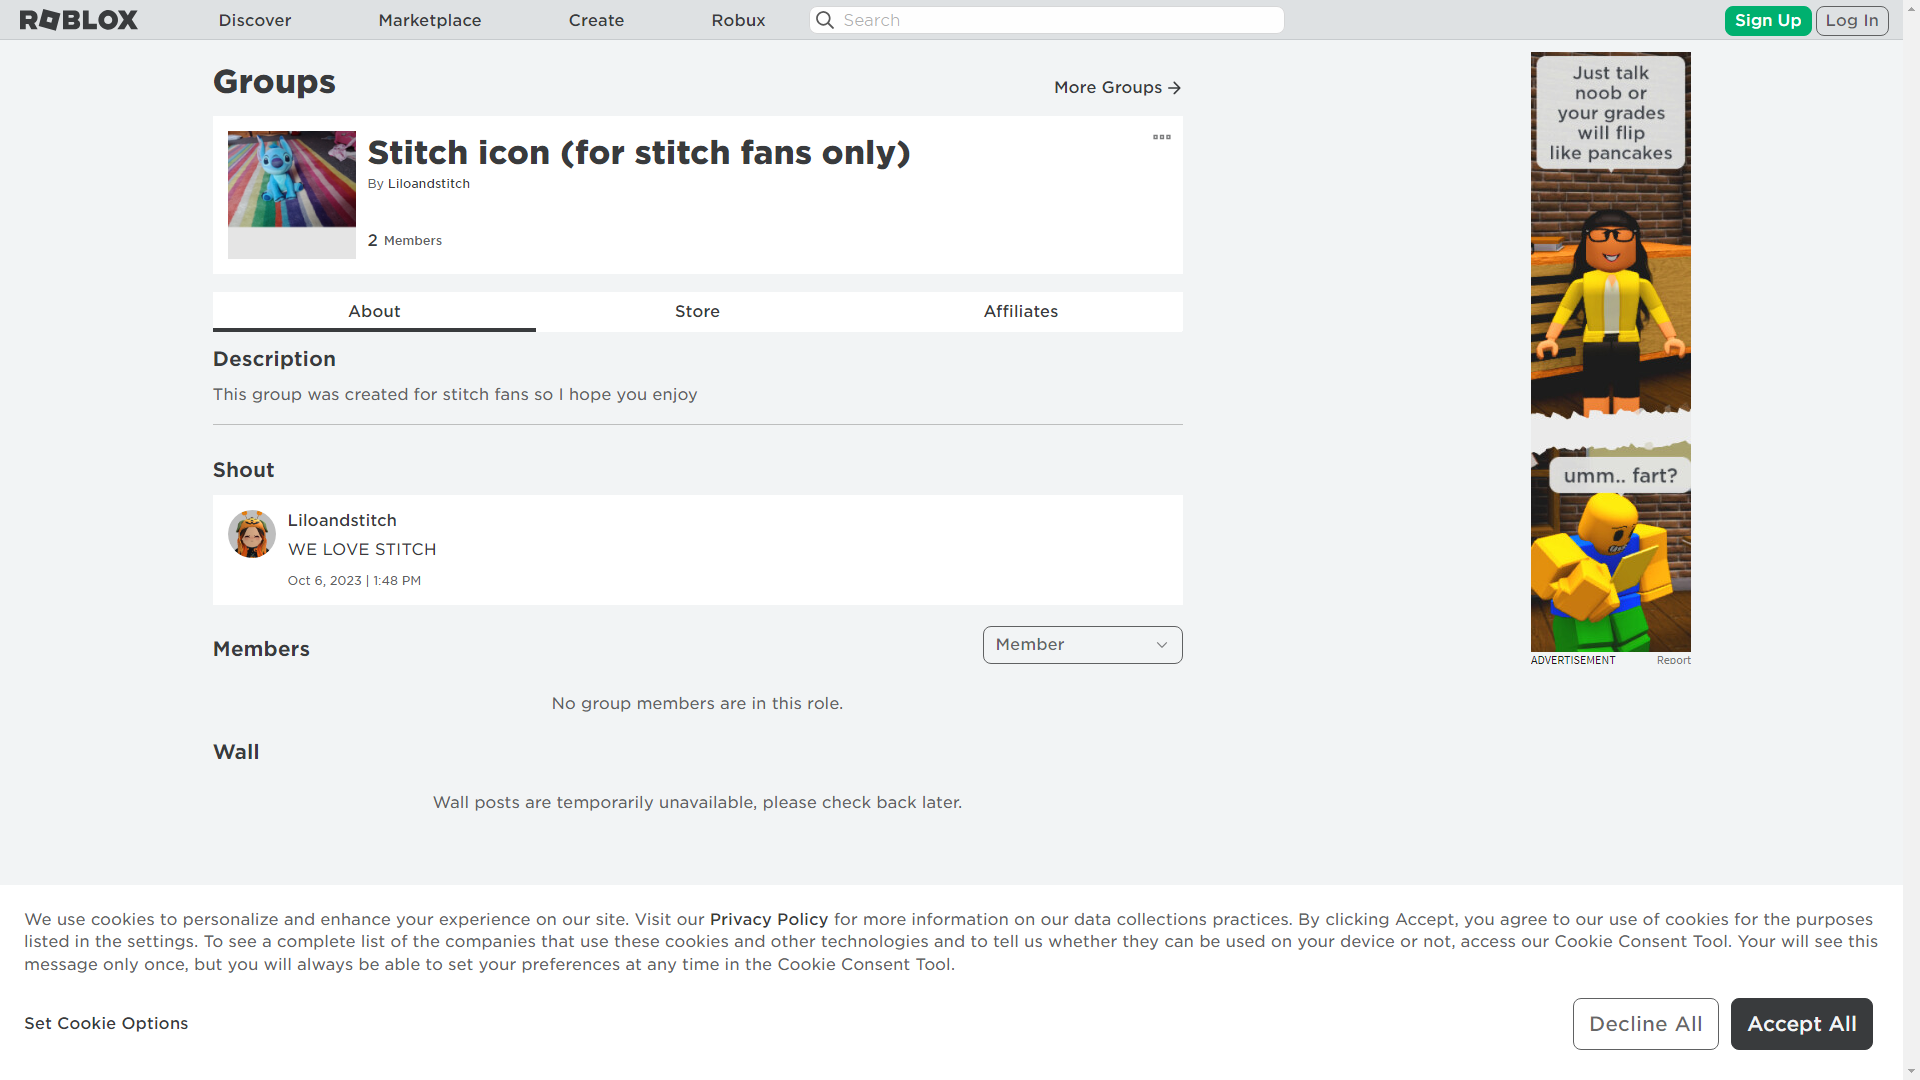 ROBLOX
Discover
Marketplace
Create
Robux
Search
Sign Up
Log In
Groups
More Groups
Stitch icon (for stitch fans only)
By Liloandstitch
2 Members
About
Store
Affiliates
Description
This group was created for stitch fans so I hope you enjoy
Shout
Liloandstitch
WE LOVE STITCH
Oct 6, 2023 | 1:48 PM
Members
Member
No group members are in this role.
Wall
Wall posts are temporarily unavailable, please check back later.
Just talk
noob or
your grades
will flip
like pancakes
umm.. fart?
ADVERTISEMENT
Report
We use cookies to personalize and enhance your experience on our site. Visit our Privacy Policy for more information on our data collections practices. By clicking Accept, you agree to our use of cookies for the purposes
listed in the settings. To see a complete list of the companies that use these cookies and other technologies and to tell us whether they can be used on your device or not, access our Cookie Consent Tool. Your will see this
message only once, but you will always be able to set your preferences at any time in the Cookie Consent Tool.
Set Cookie Options
Decline All
Accept All